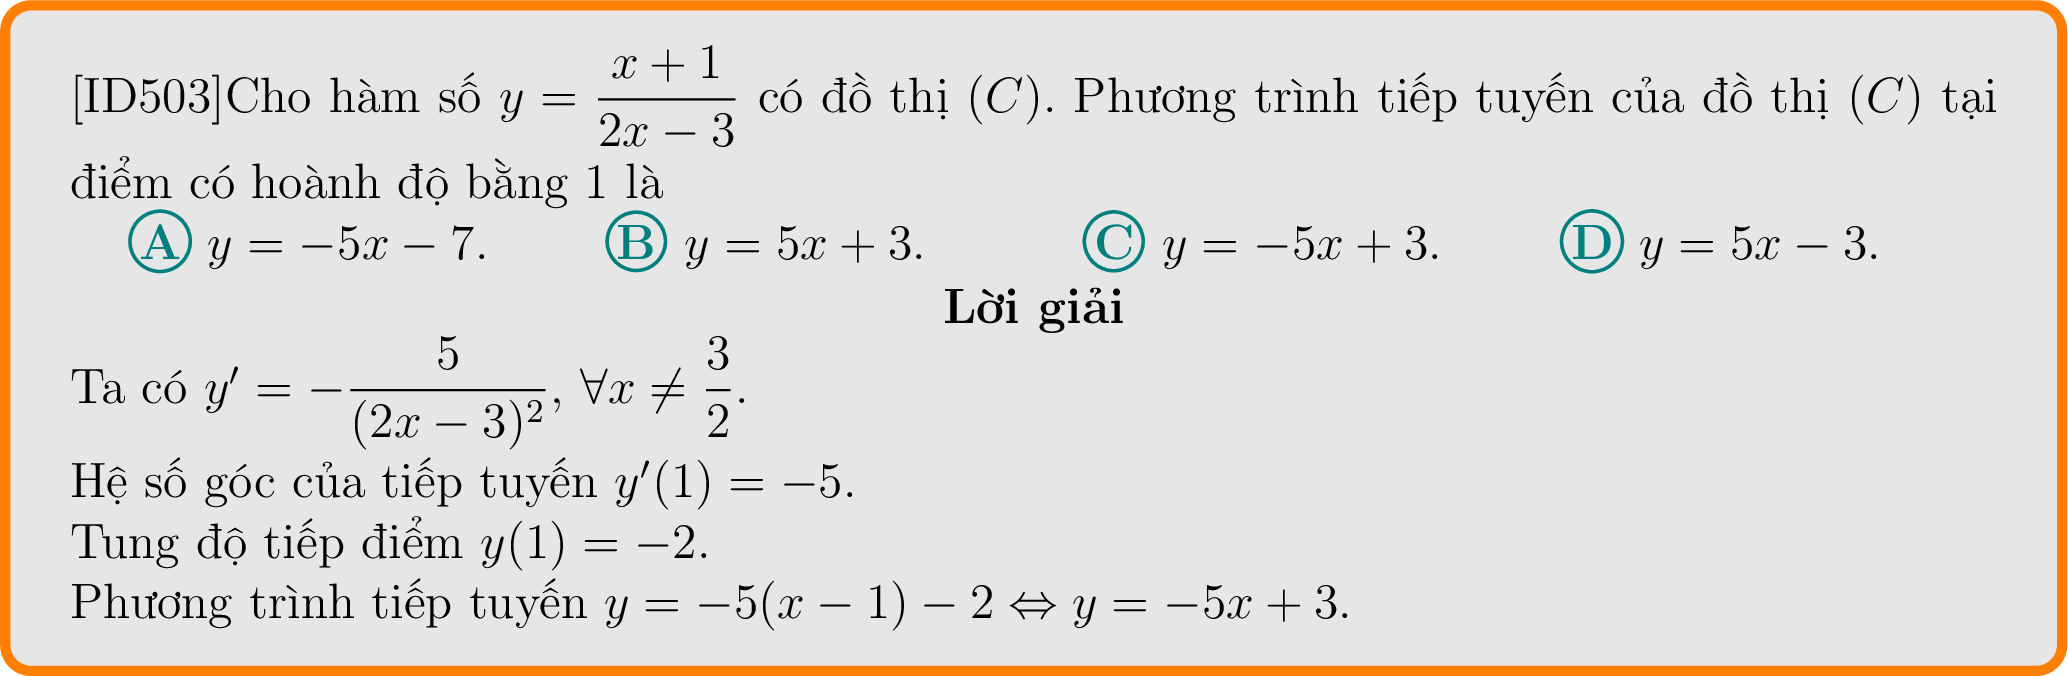 [ID503]Cho hàm số $y = \dfrac{x+1}{2x-3}$ có đồ thị $(C)$. Phương trình tiếp tuyến của đồ thị $(C)$ tại
điểm có hoành độ bằng 1 là
Ⓐ $y = -5x - 7$. Ⓑ $y = 5x + 3$. Ⓒ $y = -5x + 3$. Ⓓ $y = 5x - 3$.
Lời giải
Ta có $y' = -\dfrac{5}{(2x-3)^2}$, $\forall x \neq \dfrac{3}{2}$.
Hệ số góc của tiếp tuyến $y'(1) = -5$.
Tung độ tiếp điểm $y(1) = -2$.
Phương trình tiếp tuyến $y = -5(x-1) - 2 \Leftrightarrow y = -5x + 3$.